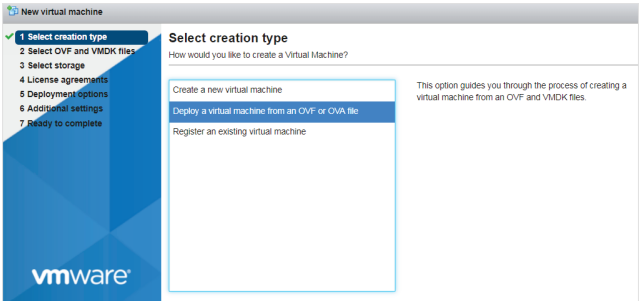 New virtual machine
1 Select creation type
2 Select OVF and VMDK files
3 Select storage
4 License agreements
5 Deployment options
6 Additional settings
7 Ready to complete
Select creation type
How would you like to create a Virtual Machine?
Create a new virtual machine
Deploy a virtual machine from an OVF or OVA file
Register an existing virtual machine
This option guides you through the process of creating a
virtual machine from an OVF and VMDK files.
vmware®